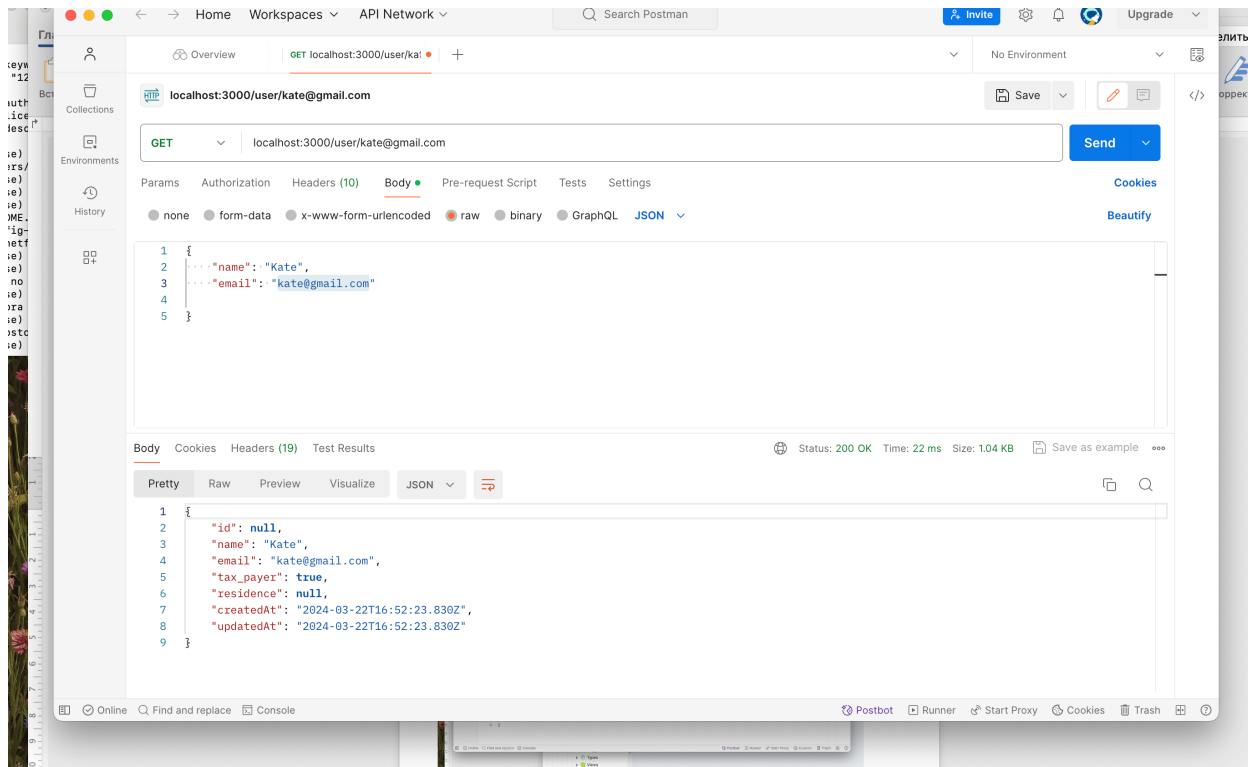 Home Workspaces API Network Search Postman Invite Upgrade
Overview GET localhost:3000/user/kat No Environment
HTTP localhost:3000/user/kate@gmail.com Save
Collections
Environments
History
GET localhost:3000/user/kate@gmail.com Send
Params Authorization Headers (10) Body Pre-request Script Tests Settings Cookies
none form-data x-www-form-urlencoded raw binary GraphQL JSON Beautify
1 {
2 "name": "Kate",
3 "email": "kate@gmail.com"
4
5 }
Body Cookies Headers (19) Test Results Status: 200 OK Time: 22 ms Size: 1.04 KB Save as example
Pretty Raw Preview Visualize JSON
1 {
2 "id": null,
3 "name": "Kate",
4 "email": "kate@gmail.com",
5 "tax_payer": true,
6 "residence": null,
7 "createdAt": "2024-03-22T16:52:23.830Z",
8 "updatedAt": "2024-03-22T16:52:23.830Z"
9 }
Online Find and replace Console Postbot Runner Start Proxy Cookies Trash